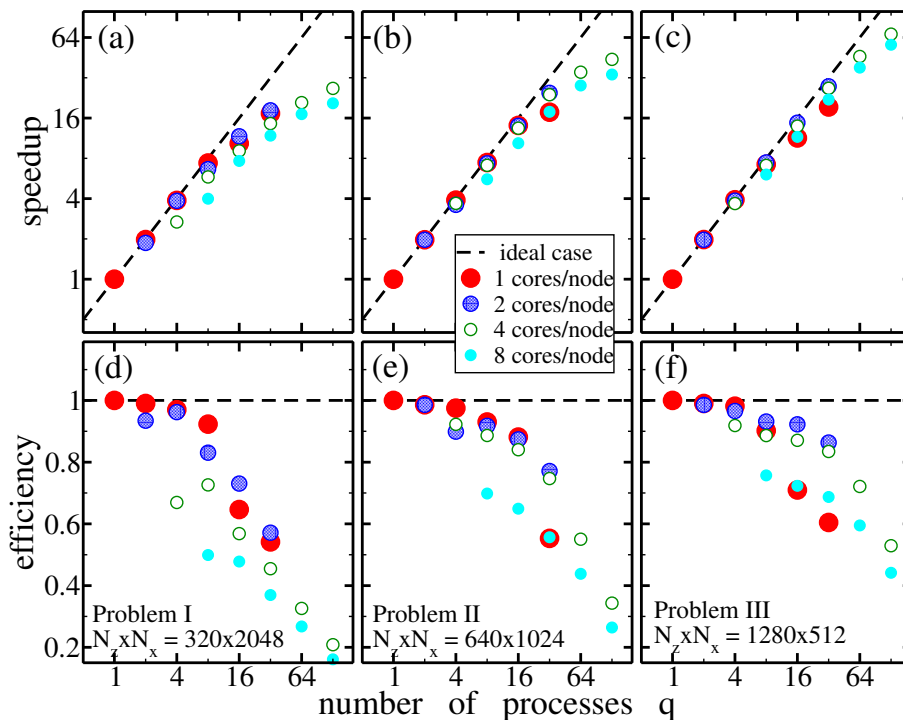 (a)
(b)
(c)
64
16
4
1
speedup
ideal case
1 cores/node
2 cores/node
4 cores/node
8 cores/node
(d)
(e)
(f)
1
0.8
0.6
0.4
0.2
efficiency
Problem I
N_zxN_x = 320x2048
Problem II
N_zxN_x = 640x1024
Problem III
N_zxN_x = 1280x512
1 4 16 64
1 4 16 64
1 4 16 64
number of processes q